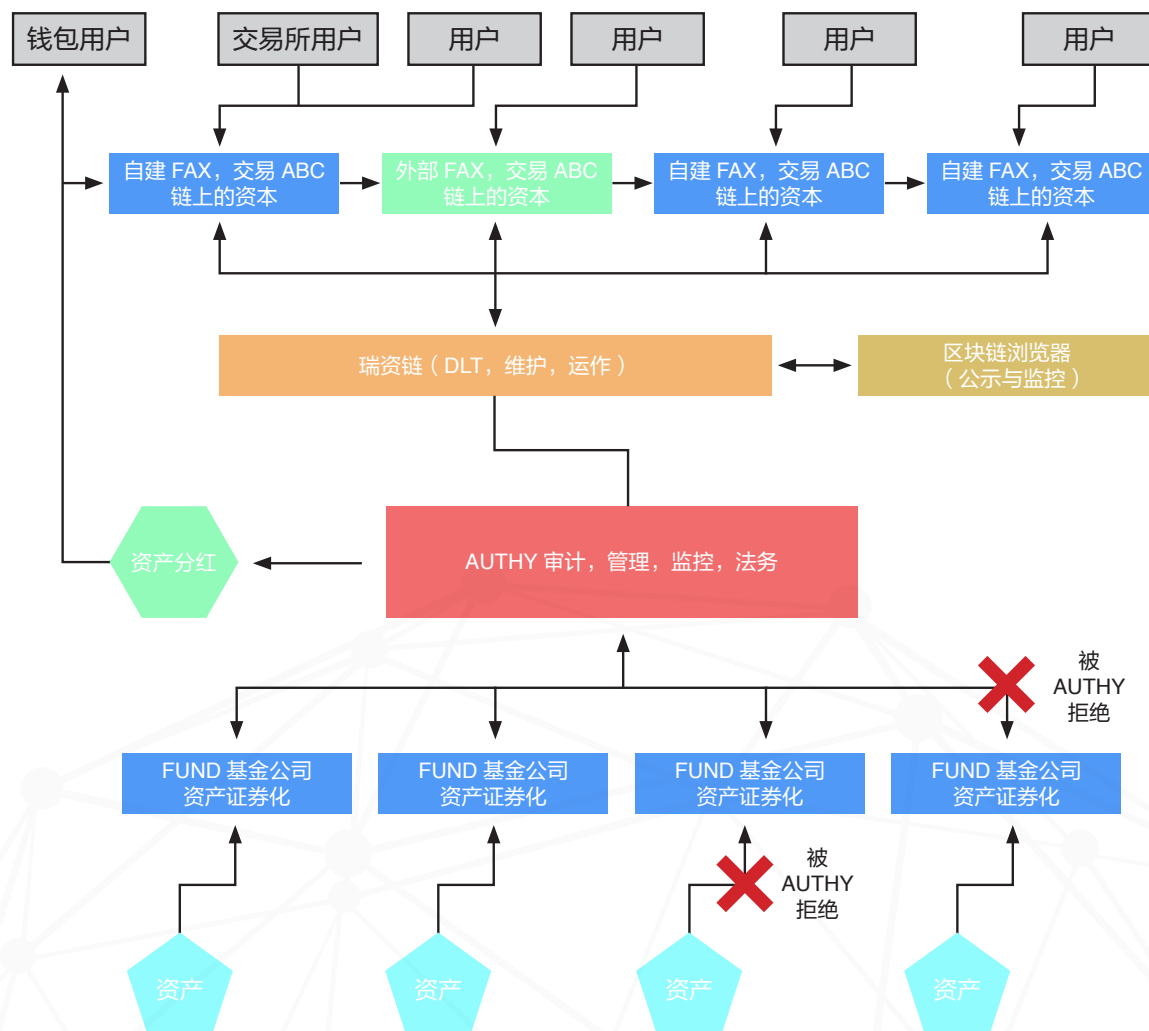 钱包用户
交易所用户
用户
用户
用户
用户
自建 FAX，交易 ABC
链上的资本
外部 FAX，交易 ABC
链上的资本
自建 FAX，交易 ABC
链上的资本
自建 FAX，交易 ABC
链上的资本
瑞资链（DLT，维护，运作）
区块链浏览器
（公示与监控）
资产分红
AUTHY 审计，管理，监控，法务
被
AUTHY
拒绝
FUND 基金公司
资产证券化
FUND 基金公司
资产证券化
FUND 基金公司
资产证券化
FUND 基金公司
资产证券化
被
AUTHY
拒绝
资产
资产
资产
资产